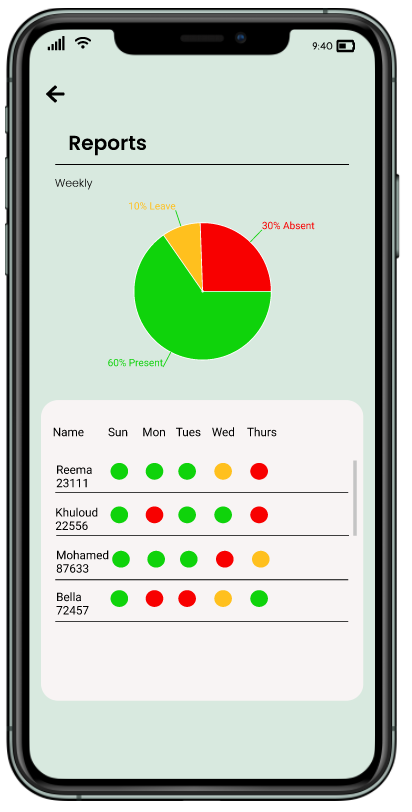 9:40
Reports
Weekly
10% Leave
30% Absent
60% Present
Name Sun Mon Tues Wed Thurs
Reema
23111
Khuloud
22556
Mohamed
87633
Bella
72457